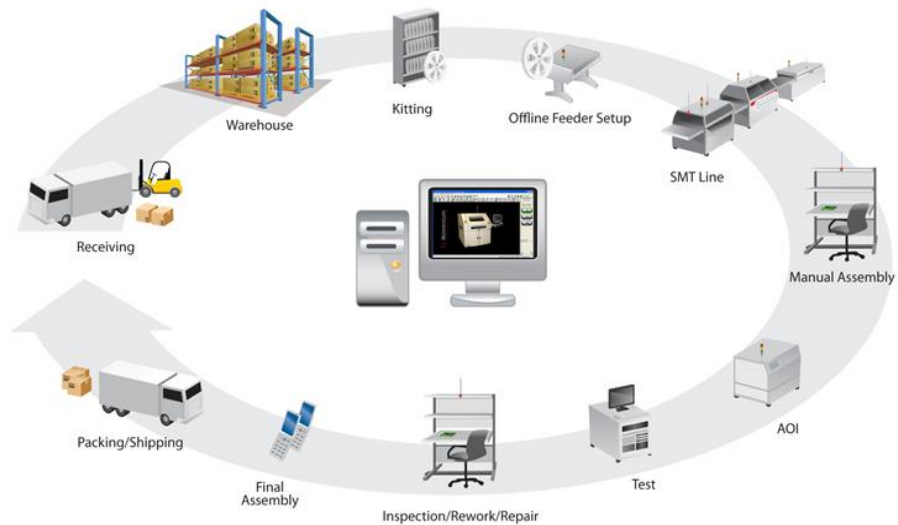 Warehouse
Kitting
Offline Feeder Setup
SMT Line
Receiving
Manual Assembly
Packing/Shipping
Final
Assembly
Inspection/Rework/Repair
Test
AOI